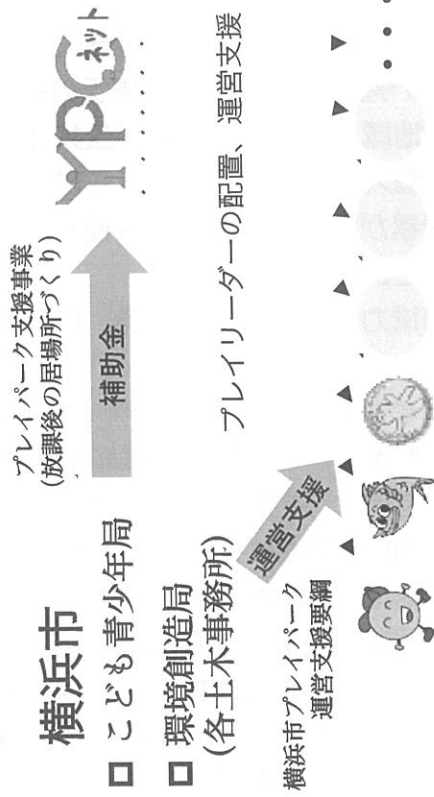 横浜市
□ こども青少年局
□ 環境創造局
(各土木事務所)
プレイパーク支援事業
(放課後の居場所づくり)
補助金
YPCネット
プレイリーダーの配置、運営支援
運営支援
横浜市プレイパーク
運営支援要綱